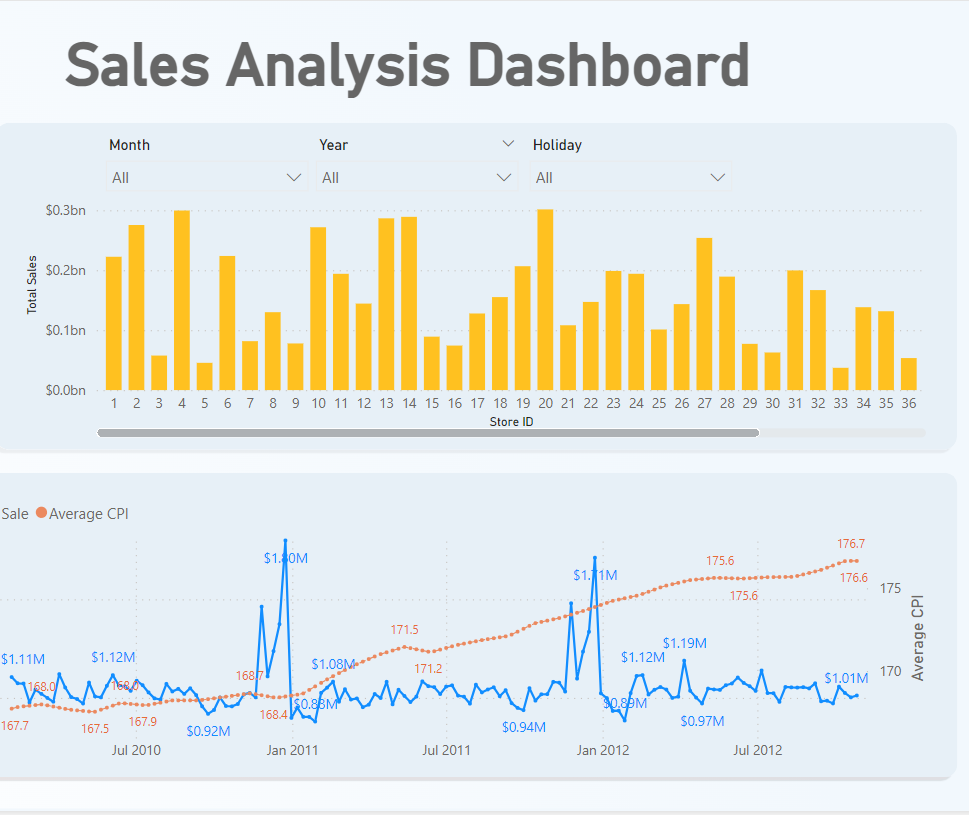 Sales Analysis Dashboard
Month Year Holiday
All All All
$0.3bn
$0.2bn
$0.1bn
$0.0bn
Total Sales
1 2 3 4 5 6 7 8 9 10 11 12 13 14 15 16 17 18 19 20 21 22 23 24 25 26 27 28 29 30 31 32 33 34 35 36
Store ID
Sale Average CPI
$1.80M
$1.71M
175.6
176.7
176.6
175.6
175
171.5
171.2
$1.11M
$1.12M
$1.08M
$1.12M
$1.19M
$1.01M
170
168.0
168.0
168.7
168.4
$0.83M
$0.89M
167.7
167.5
167.9
$0.92M
$0.94M
$0.97M
Average CPI
Jul 2010 Jan 2011 Jul 2011 Jan 2012 Jul 2012